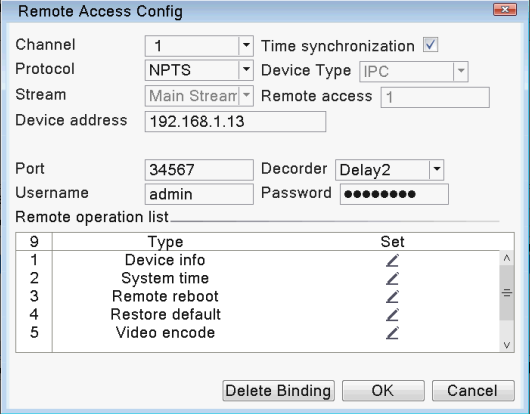 Remote Access Config
Channel 1 Time synchronization
Protocol NPTS Device Type IPC
Stream Main Stream Remote access 1
Device address 192.168.1.13
Port 34567 Decorder Delay2
Username admin Password ●●●●●●●●
Remote operation list
9 Type Set
1 Device info
2 System time
3 Remote reboot
4 Restore default
5 Video encode
Delete Binding OK Cancel